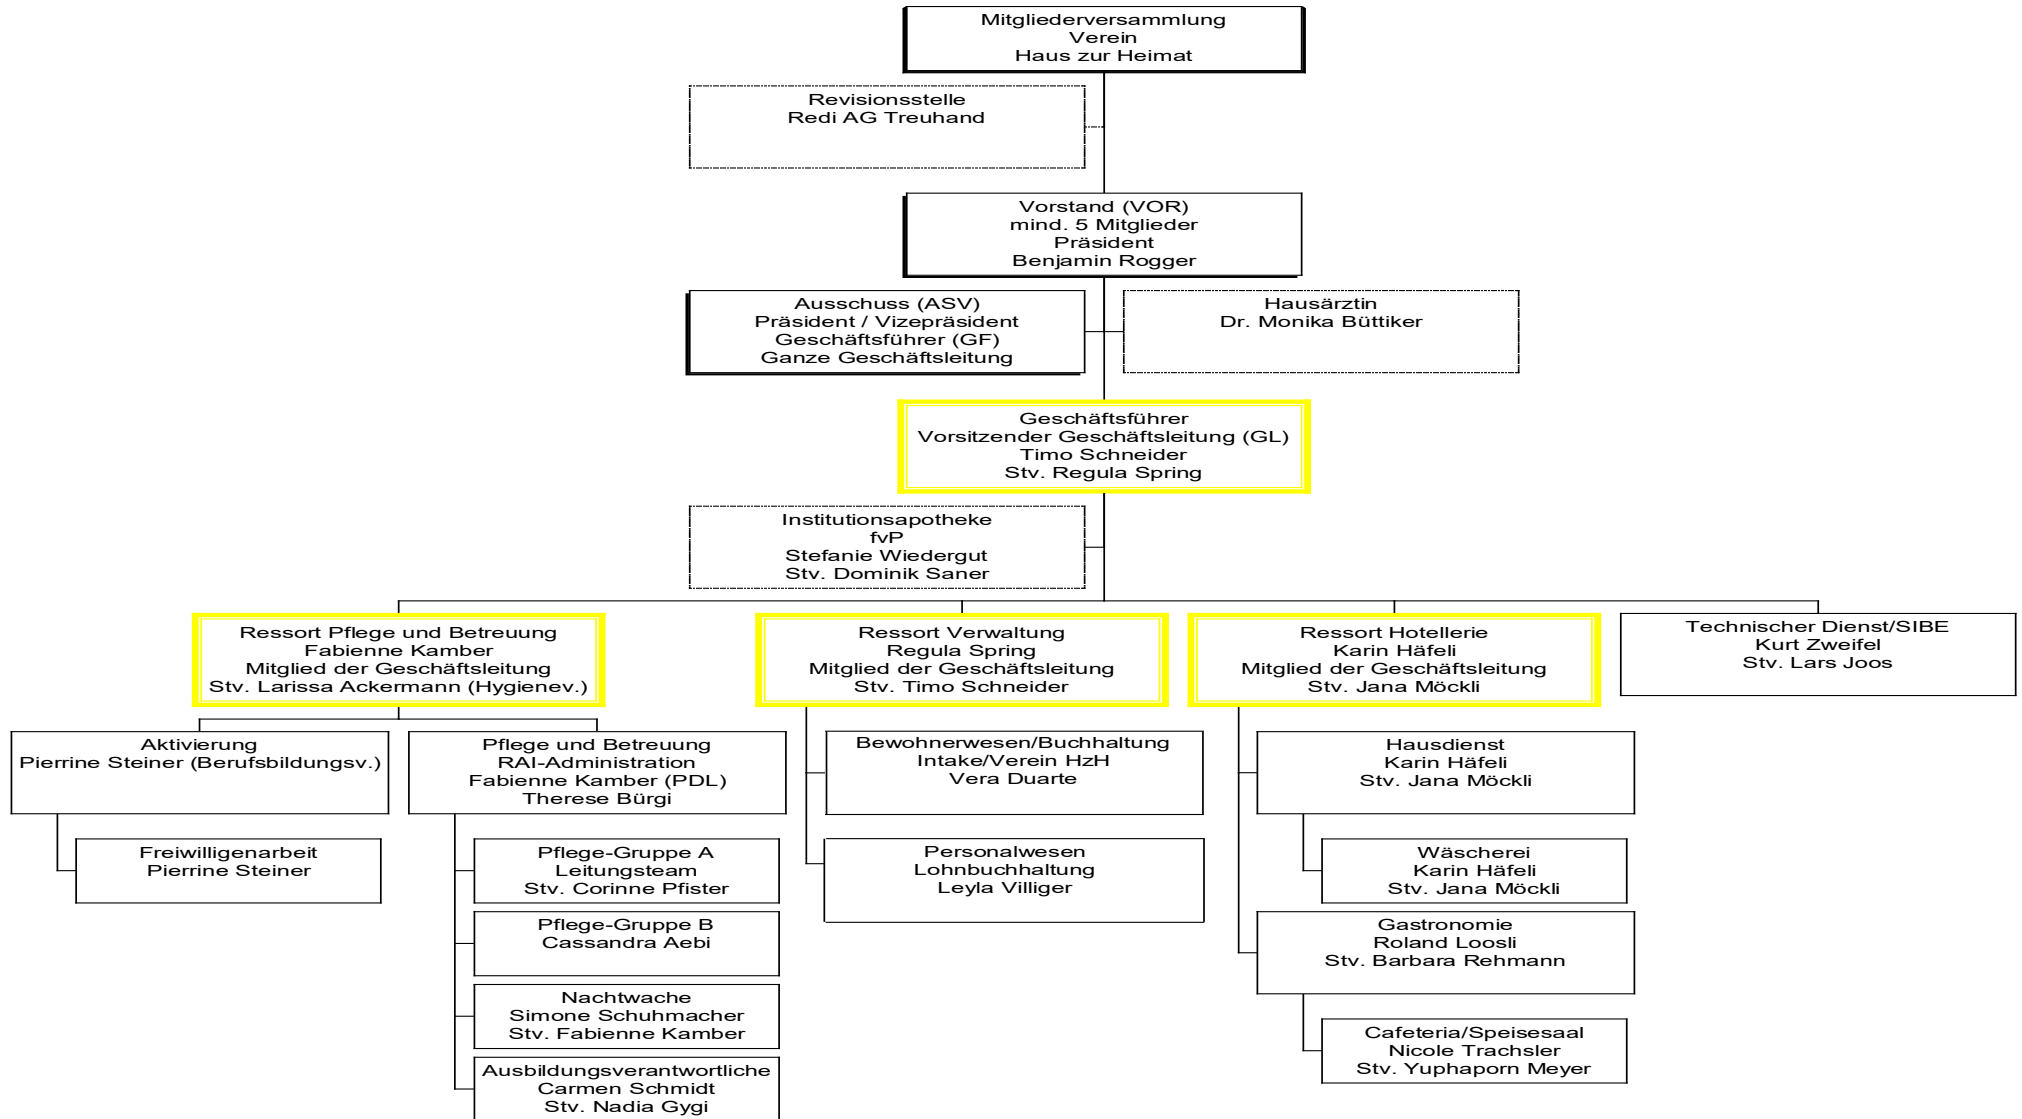 Mitgliederversammlung
Verein
Haus zur Heimat
Revisionsstelle
Redi AG Treuhand
Vorstand (VOR)
mind. 5 Mitglieder
Präsident
Benjamin Rogger
Ausschuss (ASV)
Präsident / Vizepräsident
Geschäftsführer (GF)
Ganze Geschäftsleitung
Hausärztin
Dr. Monika Büttiker
Geschäftsführer
Vorsitzender Geschäftsleitung (GL)
Timo Schneider
Stv. Regula Spring
Institutionsapotheke
fvP
Stefanie Wiedergut
Stv. Dominik Saner
Ressort Pflege und Betreuung
Fabienne Kamber
Mitglied der Geschäftsleitung
Stv. Larissa Ackermann (Hygienev.)
Ressort Verwaltung
Regula Spring
Mitglied der Geschäftsleitung
Stv. Timo Schneider
Ressort Hotellerie
Karin Häfeli
Mitglied der Geschäftsleitung
Stv. Jana Möckli
Technischer Dienst/SIBE
Kurt Zweifel
Stv. Lars Joos
Aktivierung
Pierrine Steiner (Berufsbildungsv.)
Freiwilligenarbeit
Pierrine Steiner
Pflege und Betreuung
RAI-Administration
Fabienne Kamber (PDL)
Therese Bürgi
Pflege-Gruppe A
Leitungsteam
Stv. Corinne Pfister
Pflege-Gruppe B
Cassandra Aebi
Nachtwache
Simone Schuhmacher
Stv. Fabienne Kamber
Ausbildungsverantwortliche
Carmen Schmidt
Stv. Nadia Gygi
Bewohnerwesen/Buchhaltung
Intake/Verein HzH
Vera Duarte
Personalwesen
Lohnbuchhaltung
Leyla Villiger
Hausdienst
Karin Häfeli
Stv. Jana Möckli
Wäscherei
Karin Häfeli
Stv. Jana Möckli
Gastronomie
Roland Loosli
Stv. Barbara Rehmann
Cafeteria/Speisesaal
Nicole Trachsler
Stv. Yuphaporn Meyer